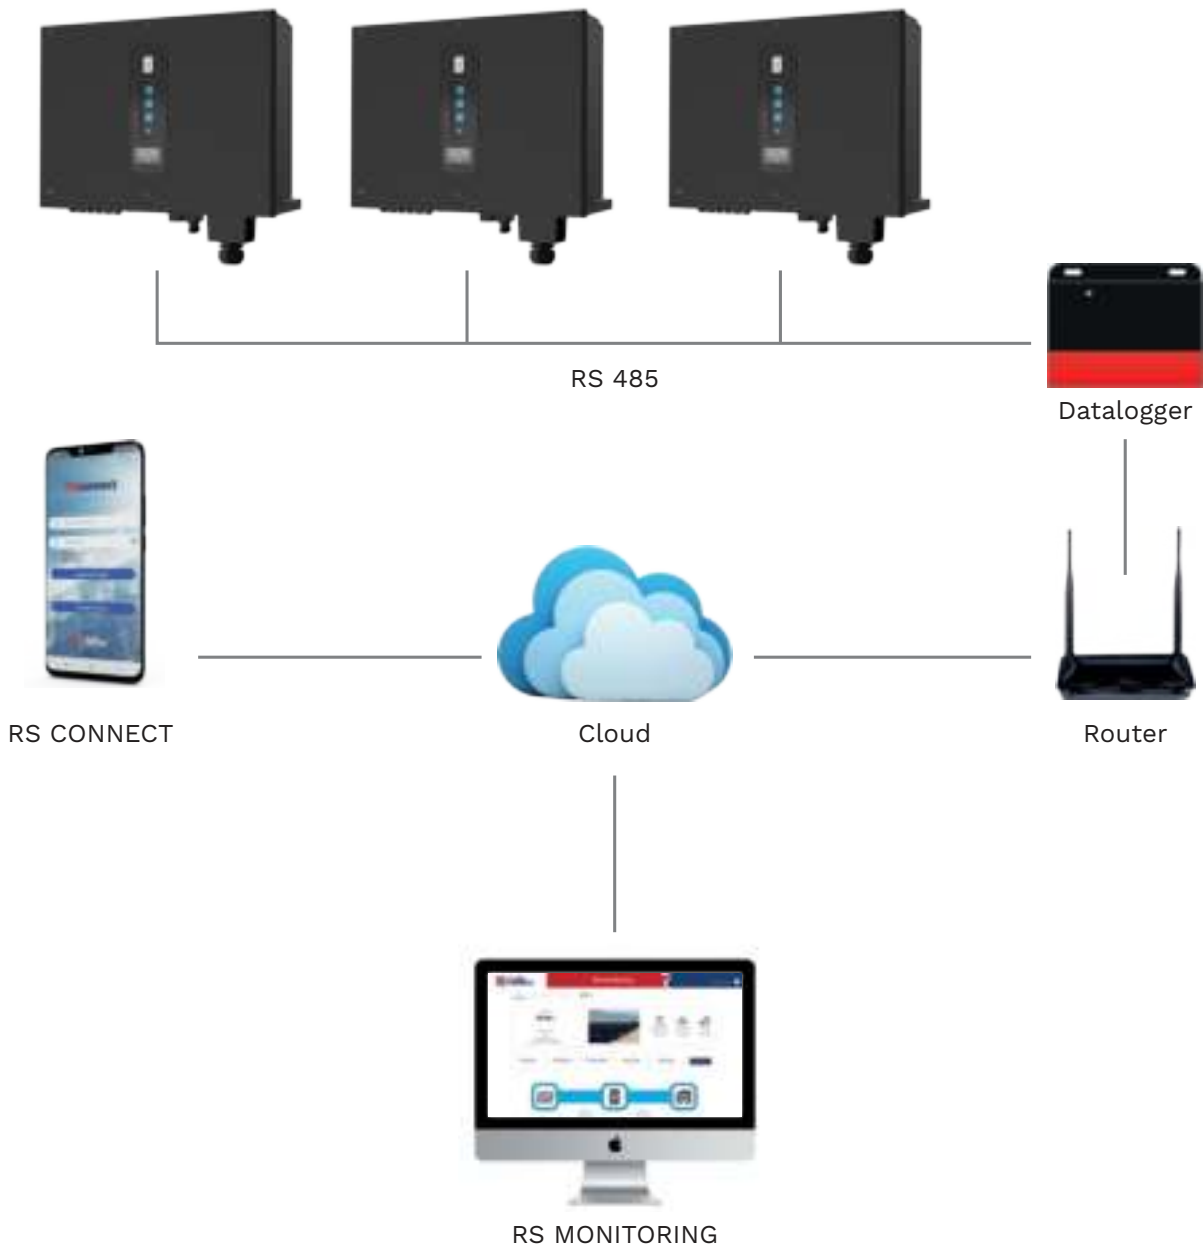 RS 485
Datalogger
RS CONNECT
Cloud
Router
RS MONITORING